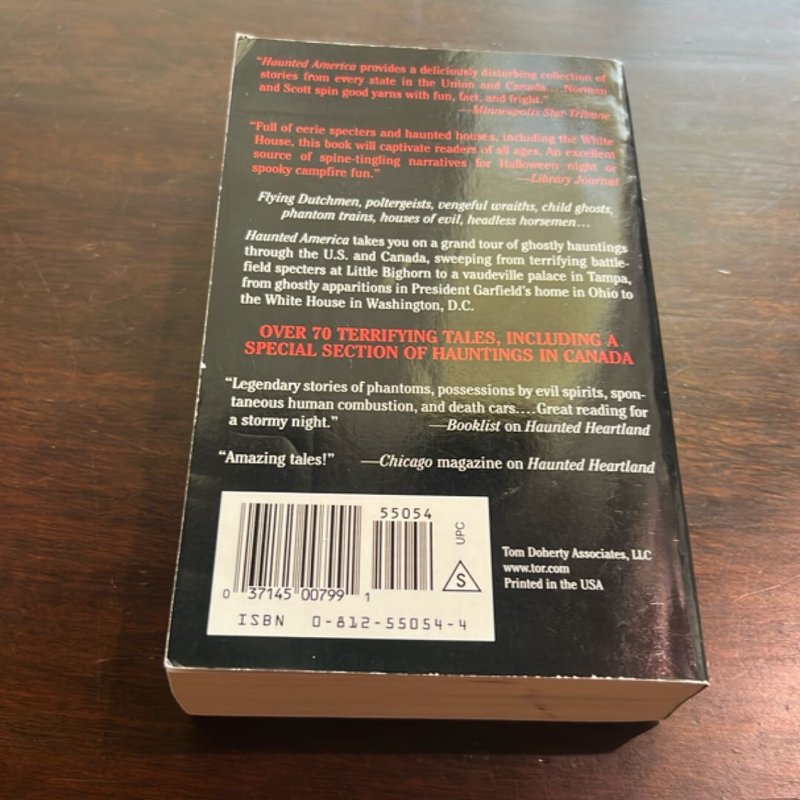 "Haunted America provides a deliciously disturbing collection of
stories from every state in the Union and Canada.... Norman
and Scott spin good yarns with fun, fact, and fright."
—Minneapolis Star-Tribune
"Full of eerie specters and haunted houses, including the White
House, this book will captivate readers of all ages. An excellent
source of spine-tingling narratives for Halloween night or
spooky campfire fun."
—Library Journal
Flying Dutchmen, poltergeists, vengeful wraiths, child ghosts,
phantom trains, houses of evil, headless horsemen...
Haunted America takes you on a grand tour of ghostly hauntings
through the U.S. and Canada, sweeping from terrifying battle-
field specters at Little Bighorn to a vaudeville palace in Tampa,
from ghostly apparitions in President Garfield's home in Ohio to
the White House in Washington, D.C.
OVER 70 TERRIFYING TALES, INCLUDING A
SPECIAL SECTION OF HAUNTINGS IN CANADA
"Legendary stories of phantoms, possessions by evil spirits, spon-
taneous human combustion, and death cars....Great reading for
a stormy night." —Booklist on Haunted Heartland
"Amazing tales!" —Chicago magazine on Haunted Heartland
55054
UPC
S
0 37145 00799 1
ISBN 0-812-55054-4
Tom Doherty Associates, LLC
www.tor.com
Printed in the USA